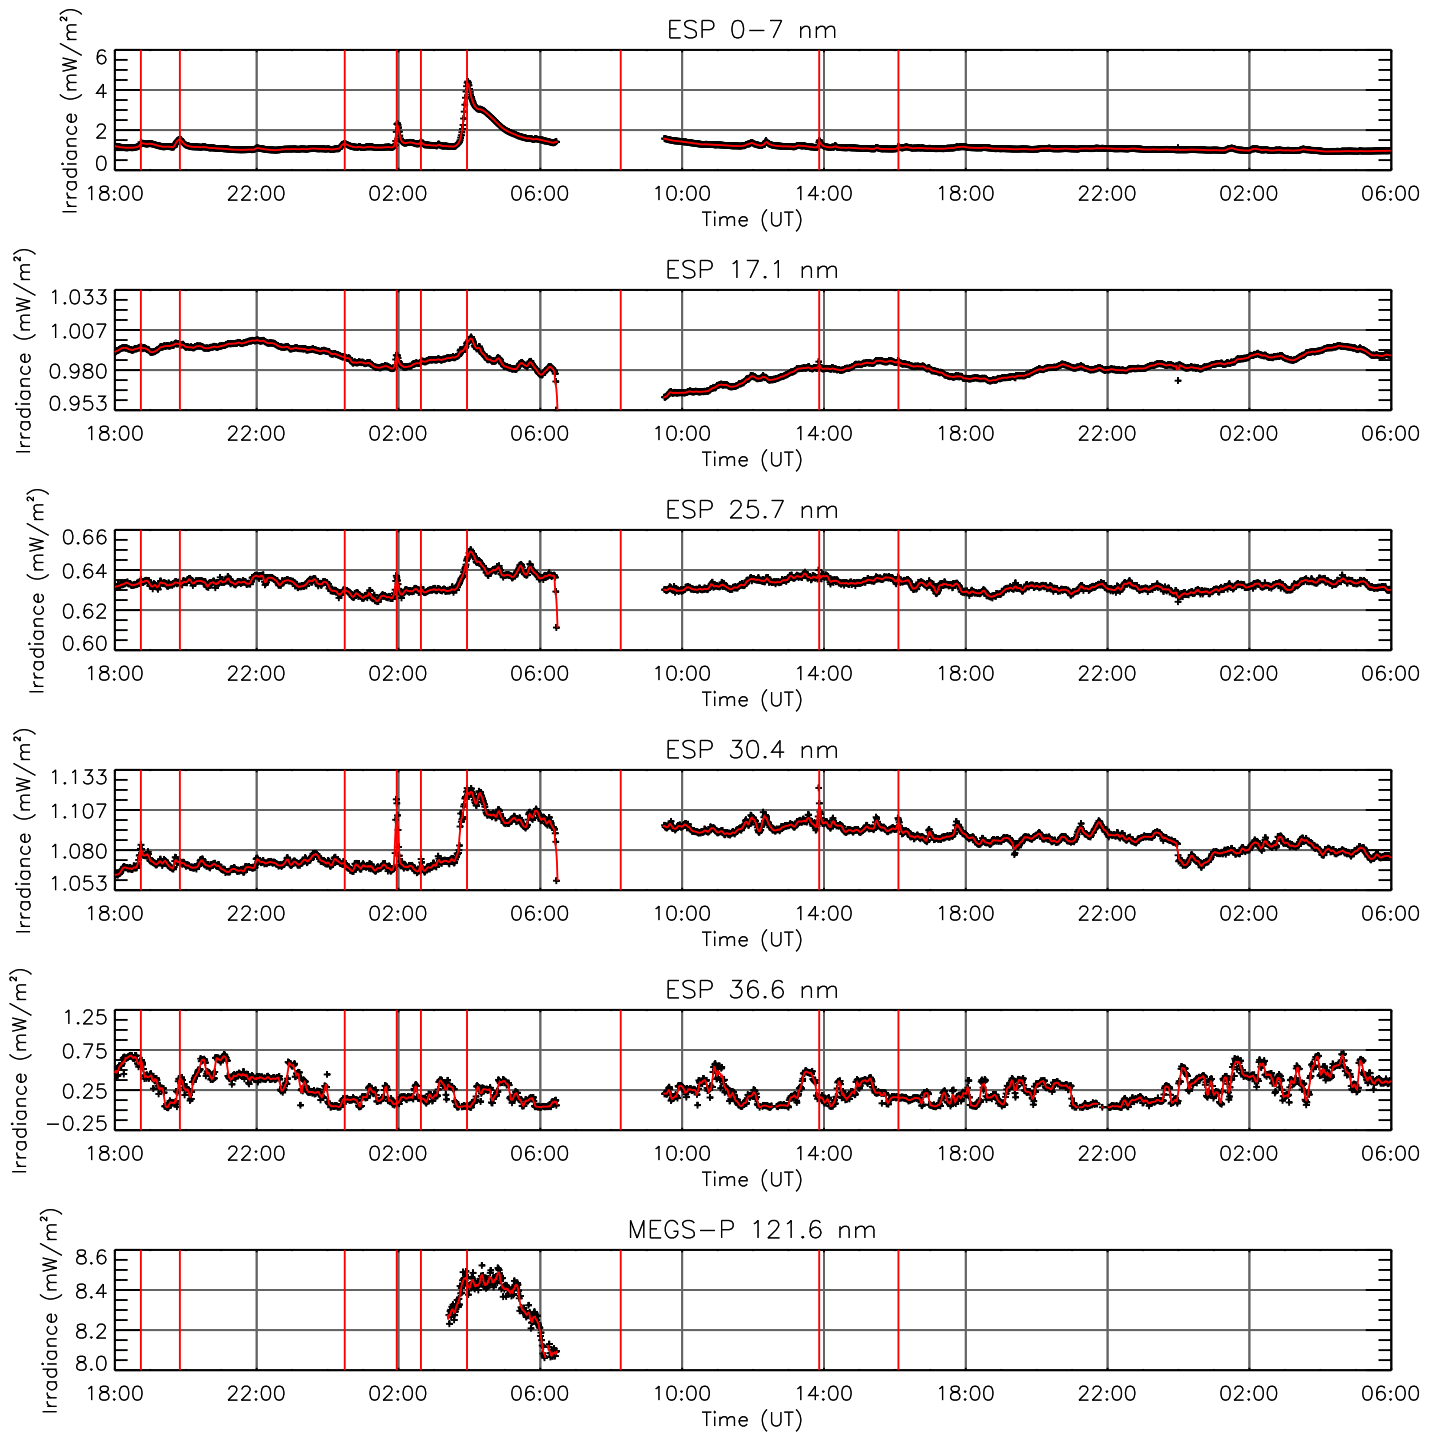 ESP 0-7 nm
Irradiance (mW/m²)
6
4
2
0
18:00 22:00 02:00 06:00 10:00 14:00 18:00 22:00 02:00 06:00
Time (UT)
ESP 17.1 nm
Irradiance (mW/m²)
1.033
1.007
0.980
0.953
18:00 22:00 02:00 06:00 10:00 14:00 18:00 22:00 02:00 06:00
Time (UT)
ESP 25.7 nm
Irradiance (mW/m²)
0.66
0.64
0.62
0.60
18:00 22:00 02:00 06:00 10:00 14:00 18:00 22:00 02:00 06:00
Time (UT)
ESP 30.4 nm
Irradiance (mW/m²)
1.133
1.107
1.080
1.053
18:00 22:00 02:00 06:00 10:00 14:00 18:00 22:00 02:00 06:00
Time (UT)
ESP 36.6 nm
Irradiance (mW/m²)
1.25
0.75
0.25
-0.25
18:00 22:00 02:00 06:00 10:00 14:00 18:00 22:00 02:00 06:00
Time (UT)
MEGS-P 121.6 nm
Irradiance (mW/m²)
8.6
8.4
8.2
8.0
18:00 22:00 02:00 06:00 10:00 14:00 18:00 22:00 02:00 06:00
Time (UT)